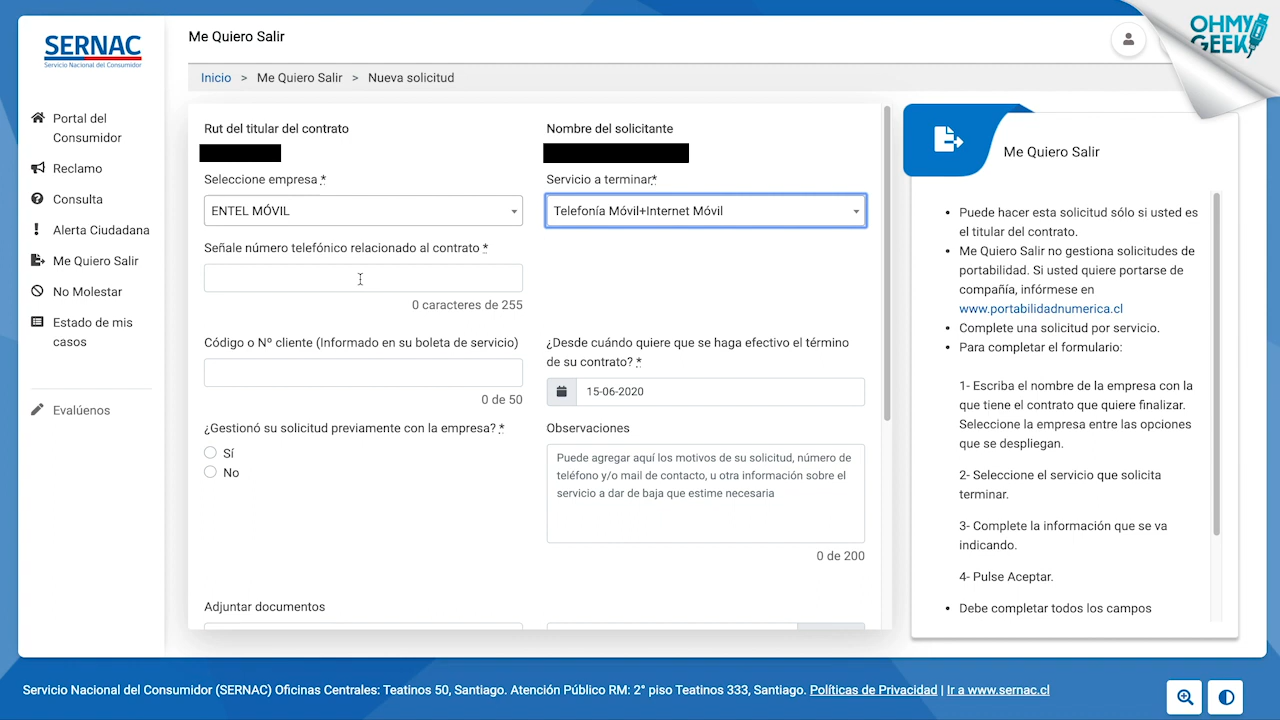 SERNAC
Servicio Nacional del Consumidor
Portal del
Consumidor
Reclamo
Consulta
Alerta Ciudadana
Me Quiero Salir
No Molestar
Estado de mis
casos
Evalúenos
Me Quiero Salir
Inicio > Me Quiero Salir > Nueva solicitud
OHMY
GEEK
Rut del titular del contrato
Nombre del solicitante
Seleccione empresa *
Servicio a terminar*
ENTEL MÓVIL
Telefonía Móvil+Internet Móvil
Señale número telefónico relacionado al contrato *
0 caracteres de 255
Código o Nº cliente (Informado en su boleta de servicio)
0 de 50
¿Desde cuándo quiere que se haga efectivo el término
de su contrato? *
15-06-2020
¿Gestionó su solicitud previamente con la empresa? *
Sí
No
Observaciones
Puede agregar aquí los motivos de su solicitud, número de
teléfono y/o mail de contacto, u otra información sobre el
servicio a dar de baja que estime necesaria
0 de 200
Adjuntar documentos
Me Quiero Salir
• Puede hacer esta solicitud sólo si usted es
el titular del contrato.
• Me Quiero Salir no gestiona solicitudes de
portabilidad. Si usted quiere portarse de
compañía, infórmese en
www.portabilidadnumerica.cl
• Complete una solicitud por servicio.
• Para completar el formulario:
1- Escriba el nombre de la empresa con la
que tiene el contrato que quiere finalizar.
Seleccione la empresa entre las opciones
que se despliegan.
2- Seleccione el servicio que solicita
terminar.
3- Complete la información que se va
indicando.
4- Pulse Aceptar.
• Debe completar todos los campos
Servicio Nacional del Consumidor (SERNAC) Oficinas Centrales: Teatinos 50, Santiago. Atención Público RM: 2° piso Teatinos 333, Santiago. Políticas de Privacidad | Ir a www.sernac.cl